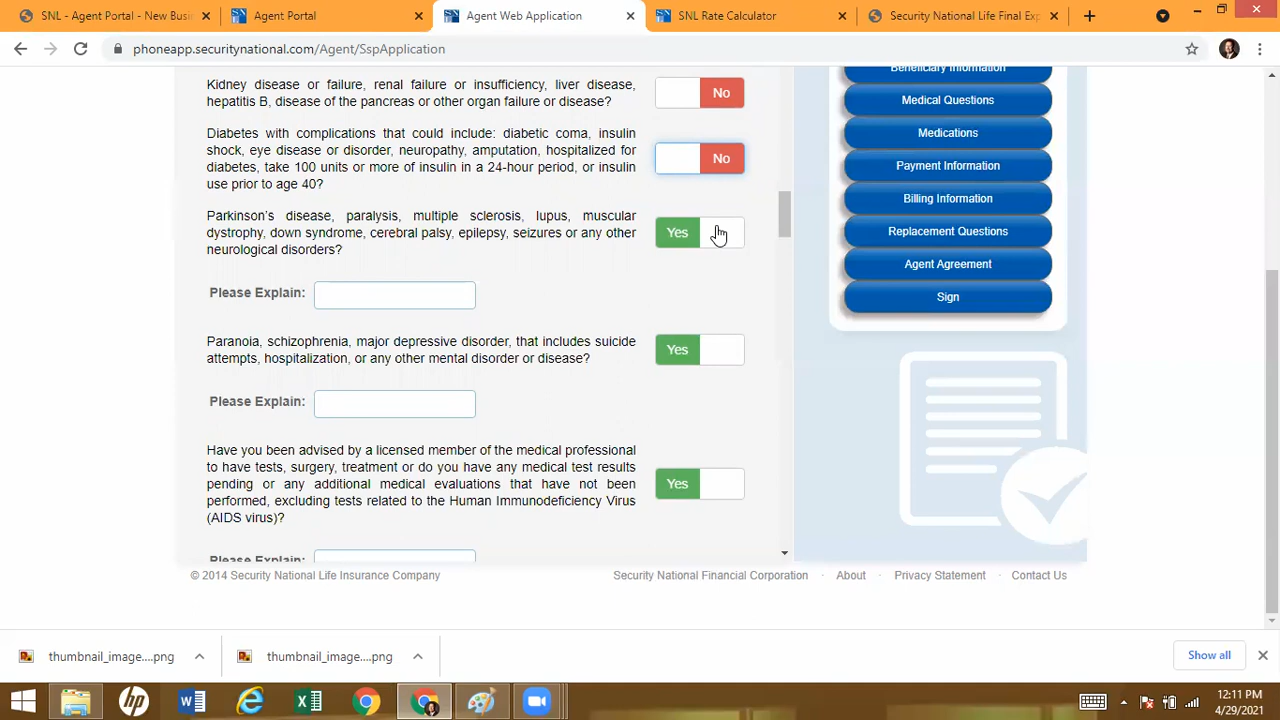 SNL - Agent Portal - New Busi
Agent Portal
Agent Web Application
SNL Rate Calculator
Security National Life Final Exp
phoneapp.securitynational.com/Agent/SspApplication
Kidney disease or failure, renal failure or insufficiency, liver disease,
hepatitis B, disease of the pancreas or other organ failure or disease?
No
Diabetes with complications that could include: diabetic coma, insulin
shock, eye disease or disorder, neuropathy, amputation, hospitalized for
diabetes, take 100 units or more of insulin in a 24-hour period, or insulin
use prior to age 40?
No
Parkinson's disease, paralysis, multiple sclerosis, lupus, muscular
dystrophy, down syndrome, cerebral palsy, epilepsy, seizures or any other
neurological disorders?
Yes
Please Explain:
Paranoia, schizophrenia, major depressive disorder, that includes suicide
attempts, hospitalization, or any other mental disorder or disease?
Yes
Please Explain:
Have you been advised by a licensed member of the medical professional
to have tests, surgery, treatment or do you have any medical test results
pending or any additional medical evaluations that have not been
performed, excluding tests related to the Human Immunodeficiency Virus
(AIDS virus)?
Yes
Please Explain:
Beneficiary Information
Medical Questions
Medications
Payment Information
Billing Information
Replacement Questions
Agent Agreement
Sign
© 2014 Security National Life Insurance Company
Security National Financial Corporation · About · Privacy Statement · Contact Us
thumbnail_image....png
thumbnail_image....png
Show all
12:11 PM
4/29/2021